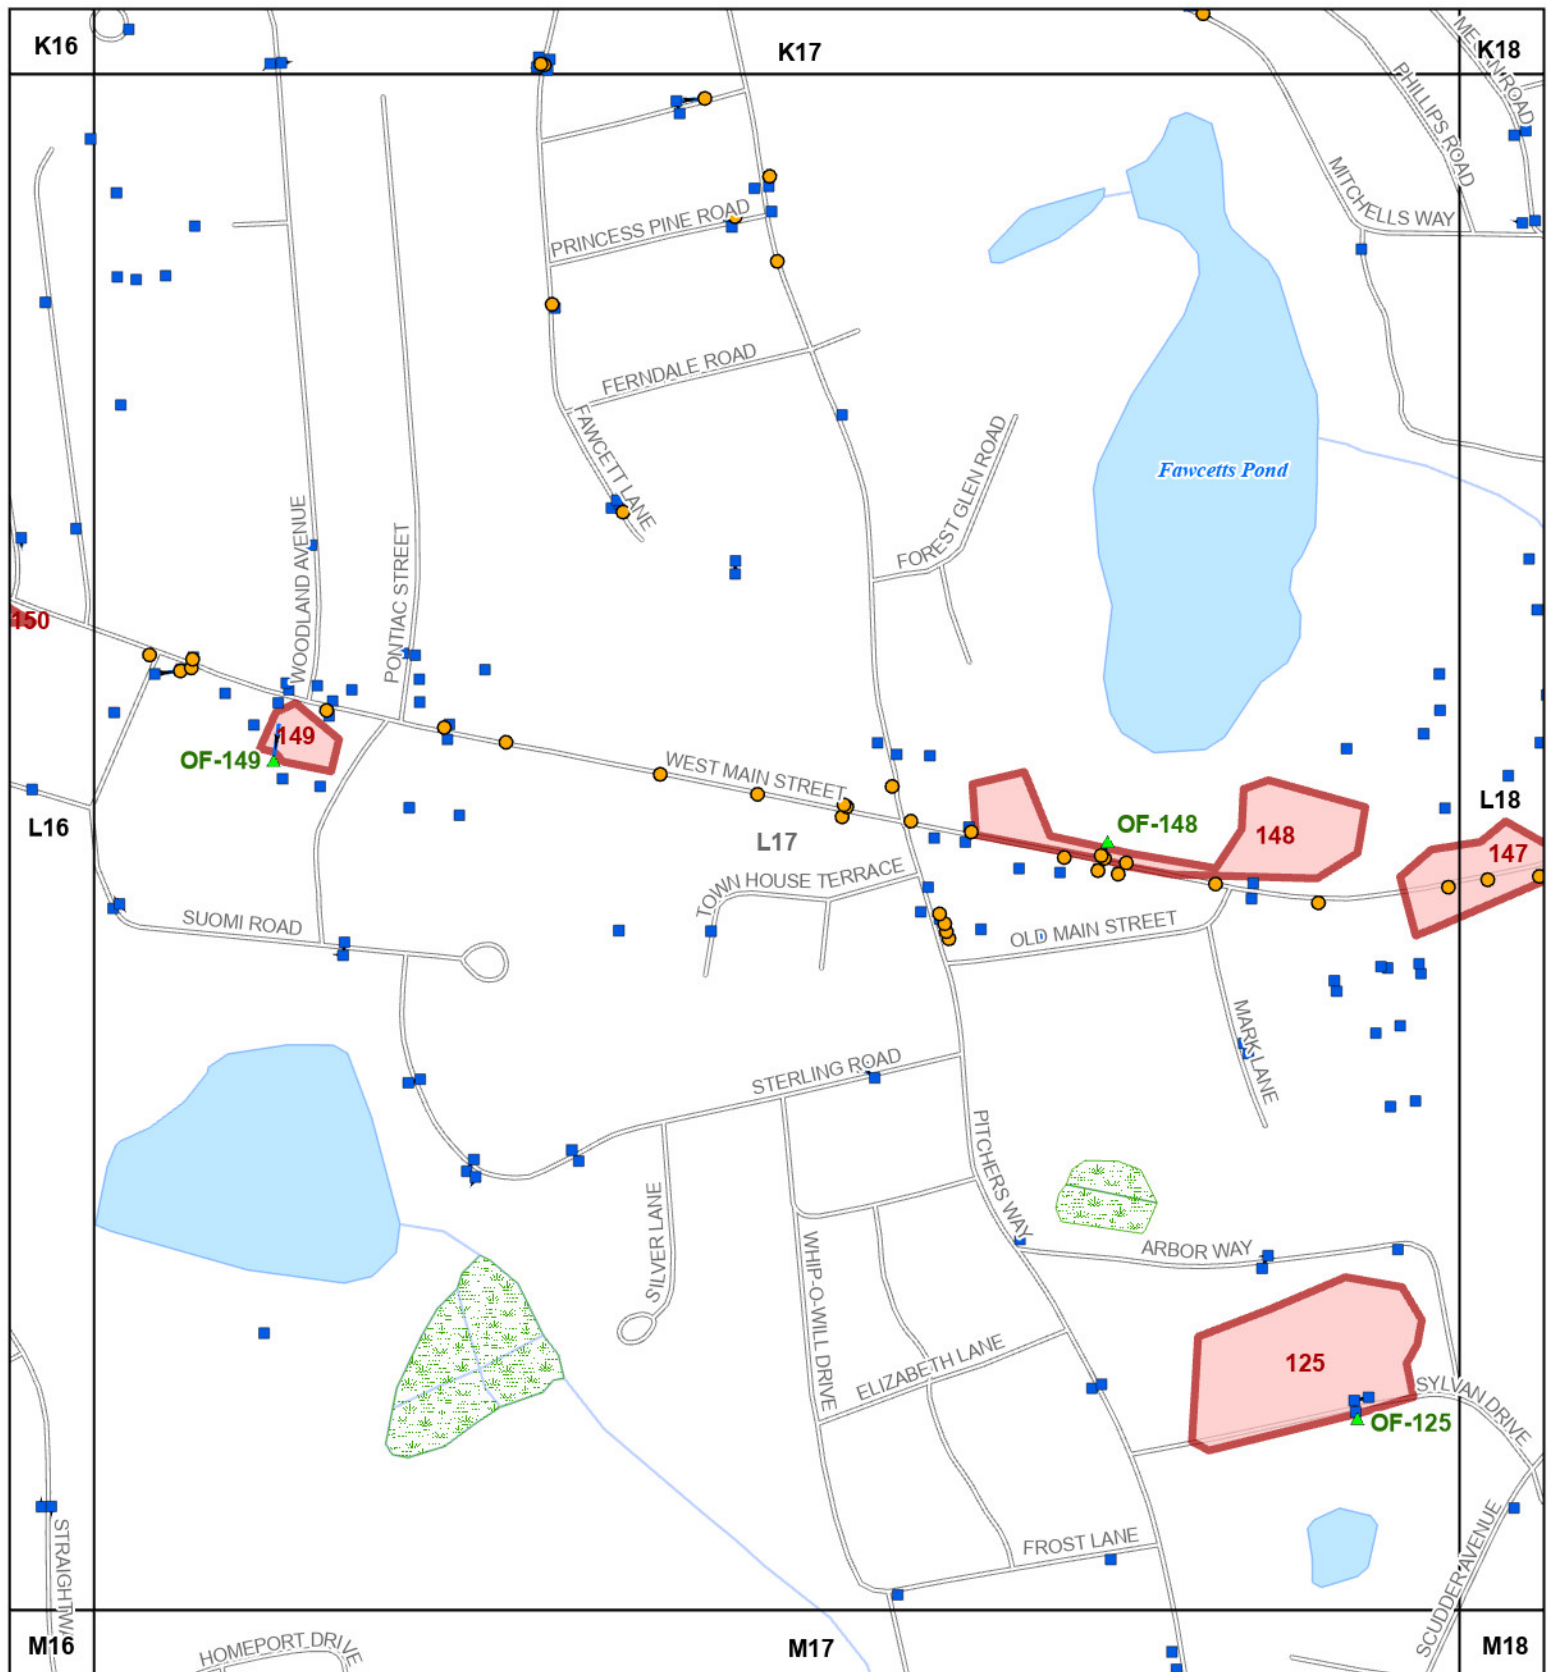 K16
K17
K18
MEGAN ROAD
PHILLIPS ROAD
MITCHELLS WAY
PRINCESS PINE ROAD
FERNDALE ROAD
FAWCETT LANE
FOREST GLEN ROAD
Fawcetts Pond
WOODLAND AVENUE
PONTIAC STREET
150
149
OF-149
WEST MAIN STREET
L16
L17
L18
OF-148
148
147
TOWN HOUSE TERRACE
SUOMI ROAD
OLD MAIN STREET
MARK LANE
STERLING ROAD
PITCHERS WAY
SILVER LANE
WHIP-O-WILL DRIVE
ARBOR WAY
ELIZABETH LANE
125
OF-125
SYLVAN DRIVE
STRAIGHTWA
FROST LANE
SCUDDER AVENUE
HOMEPORT DRIVE
M16
M17
M18